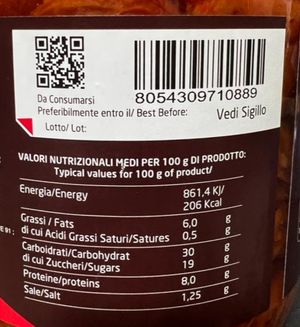 8054309710889
Da Consumarsi
Preferibilmente entro il/ Best Before:
Vedi Sigillo
Lotto/ Lot:
VALORI NUTRIZIONALI MEDI PER 100 g DI PRODOTTO:
Typical values for 100 g of product/
Energia/Energy 861,4 KJ/
206 Kcal
Grassi / Fats 6,0 g
di cui Acidi Grassi Saturi/Satures 0,5 g
Carboidrati/Carbohydrat 30 g
di cui Zuccheri/Sugars 19 g
Proteine/proteins 8,0 g
Sale/Salt 1,25 g